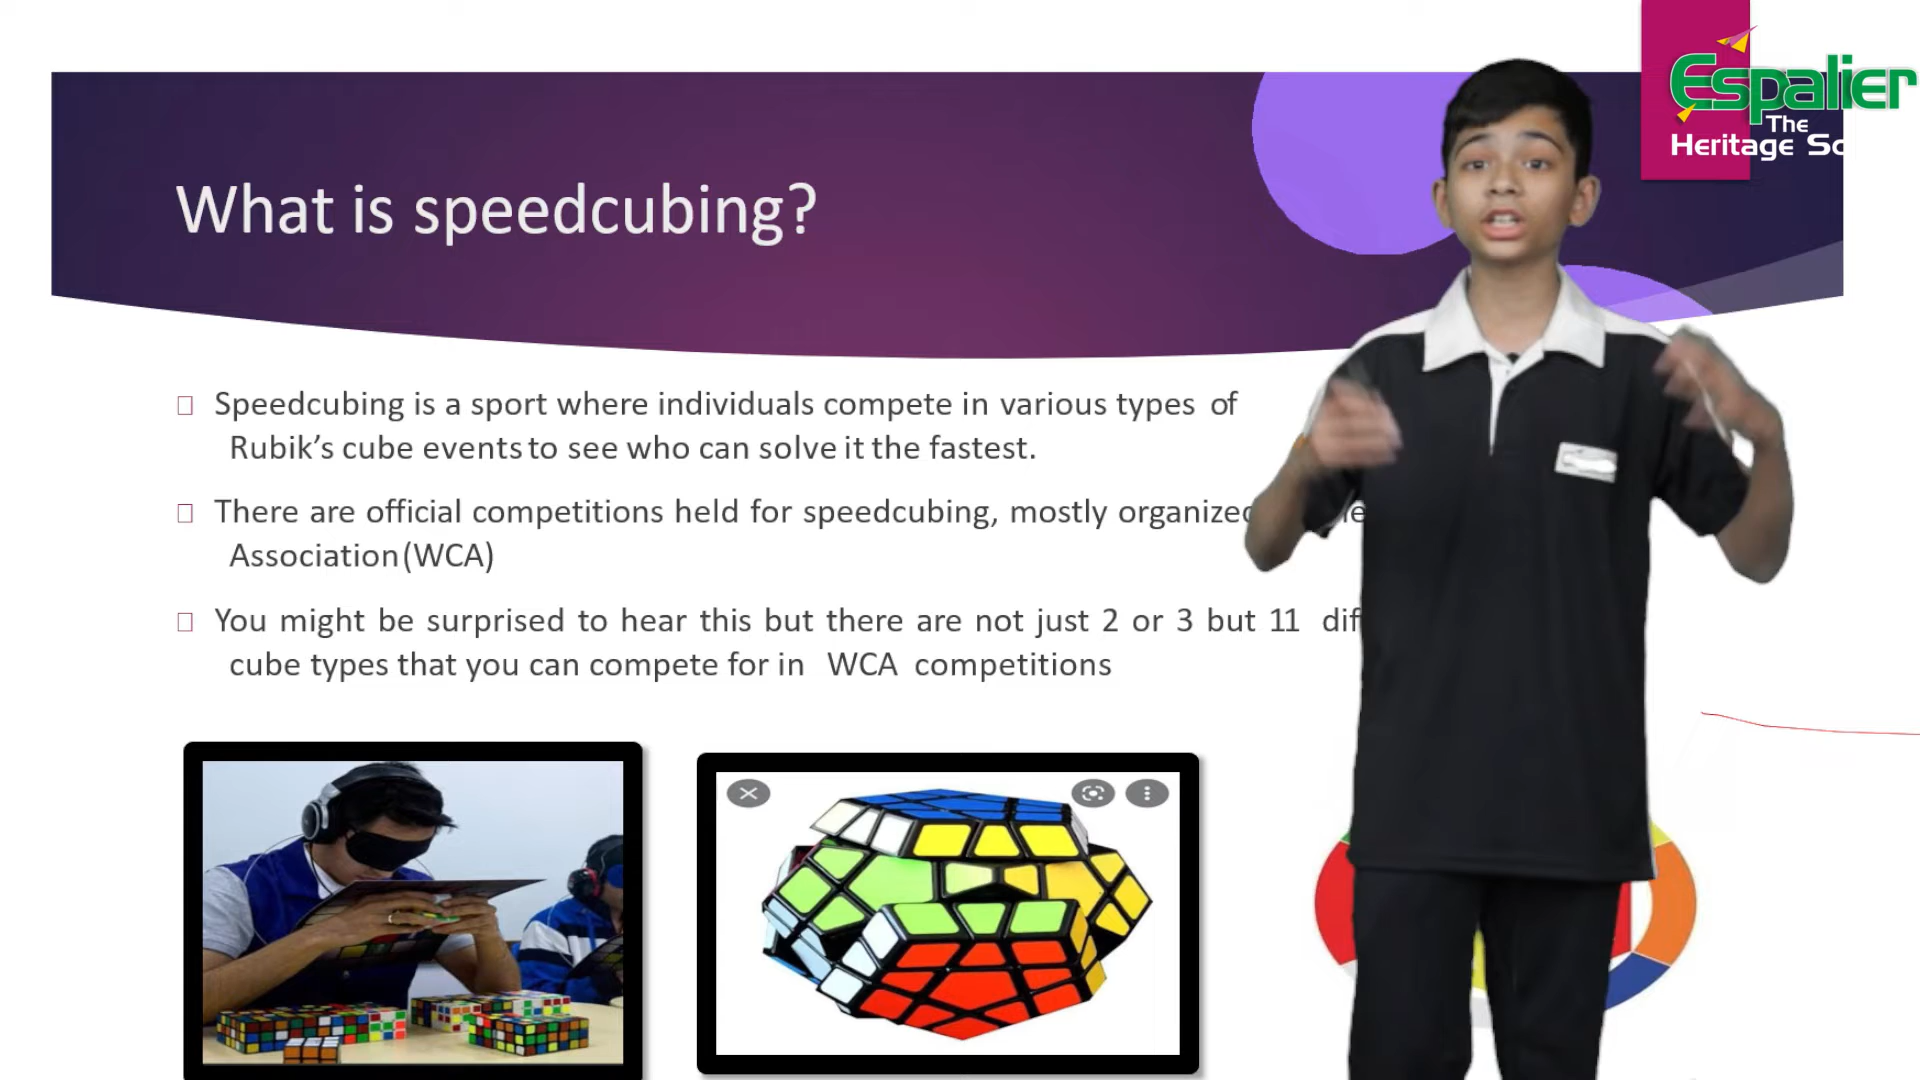 Espalier
The
Heritage
What is speedcubing?
Speedcubing is a sport where individuals compete in various types of
Rubik's cube events to see who can solve it the fastest.
There are official competitions held for speedcubing, mostly
Association (WCA)
You might be surprised to hear this but there are not just 2 or 3 but 11
cube types that you can compete for in WCA competitions